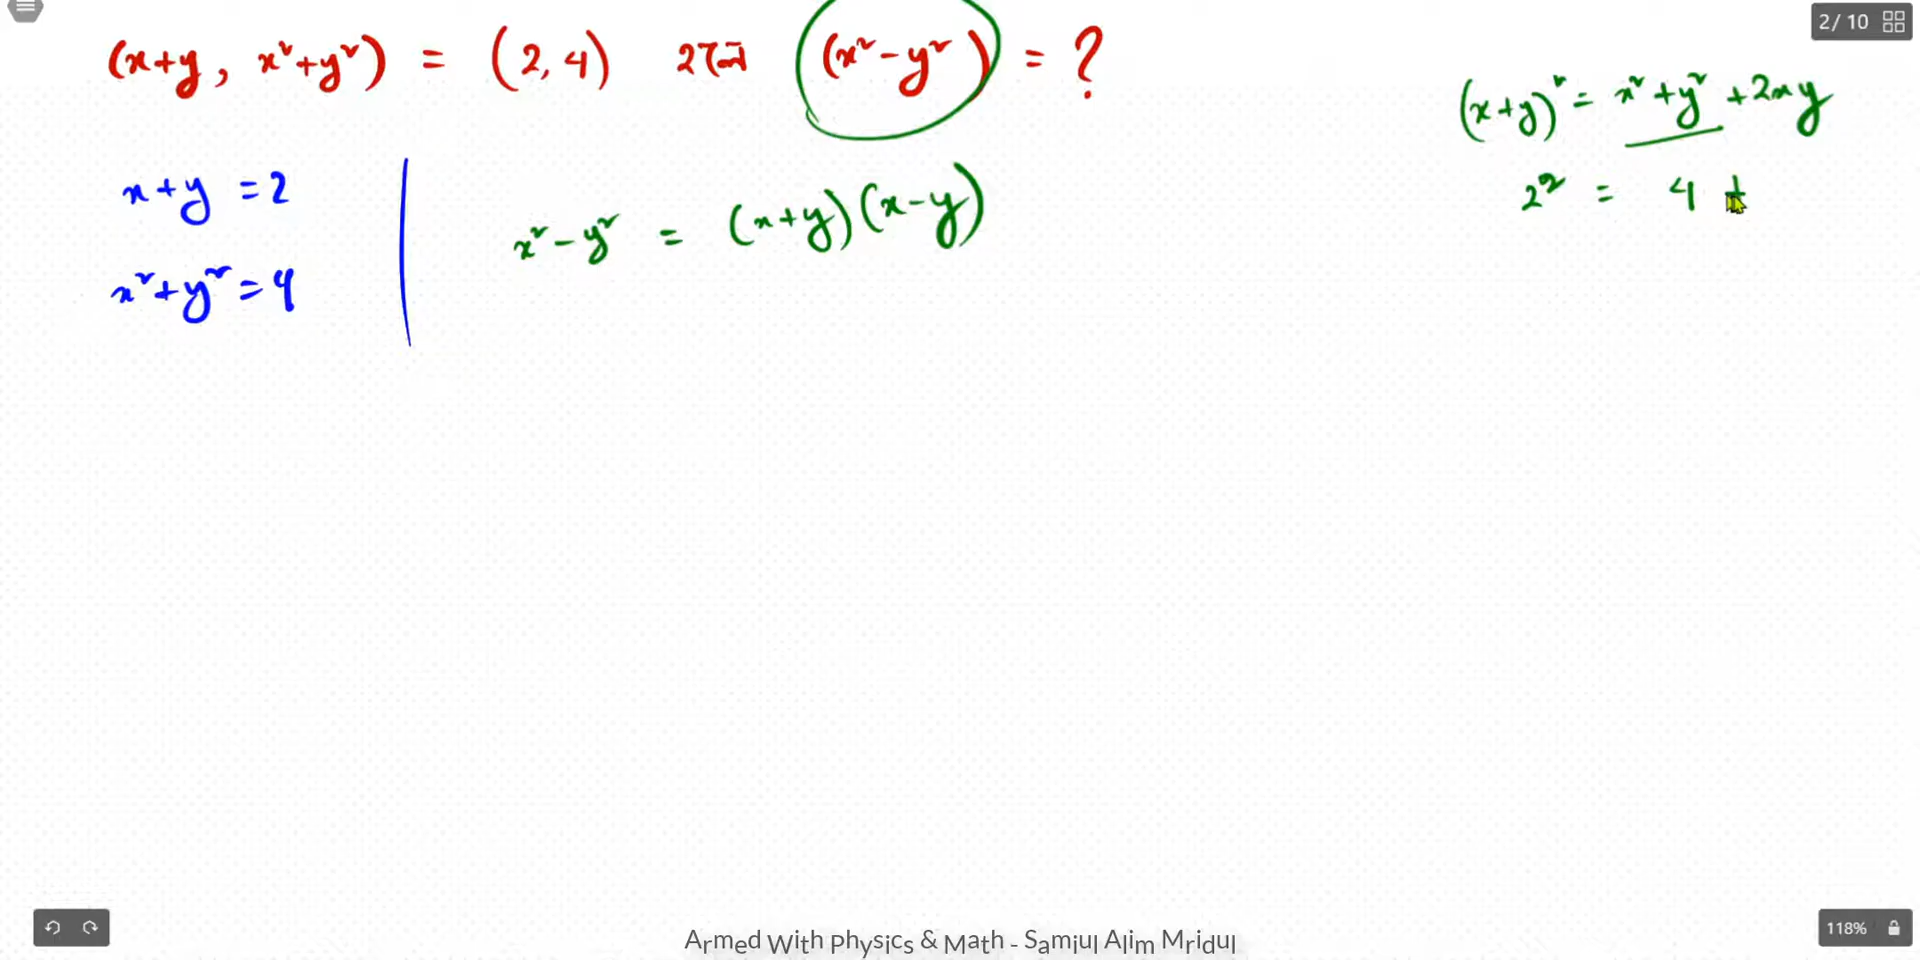 2/10
(x+y, x²+y²) = (2, 4) হলে (x²-y²) = ?
(x+y)² = x²+y²+2xy
x+y = 2
2² = 4 +
x²-y² = (x+y)(x-y)
x²+y² = 4
118%
Armed With Physics & Math - Samiul Alim Mridul